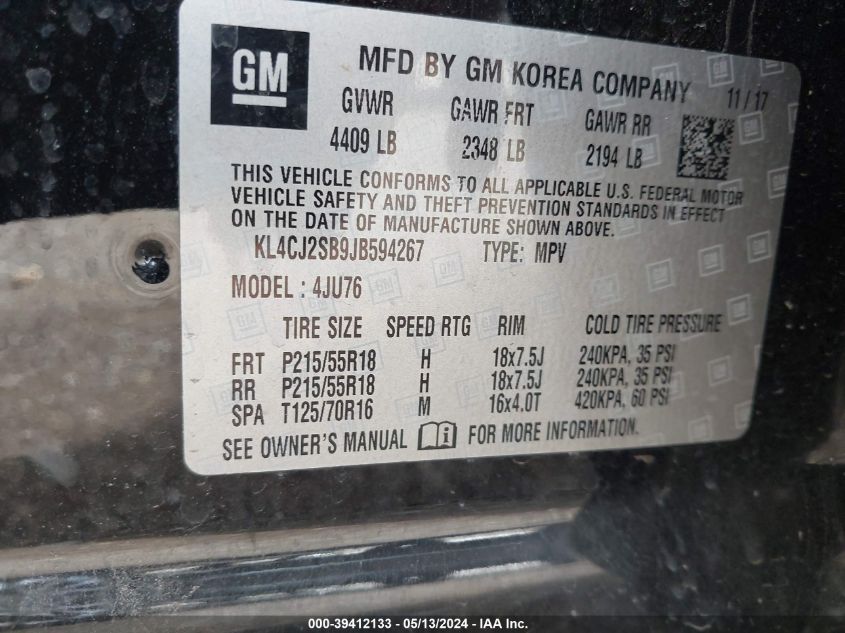 GM
MFD BY GM KOREA COMPANY
11 / 17
GVWR GAWR FRT GAWR RR
4409 LB 2348 LB 2194 LB
THIS VEHICLE CONFORMS TO ALL APPLICABLE U.S. FEDERAL MOTOR
VEHICLE SAFETY AND THEFT PREVENTION STANDARDS IN EFFECT
ON THE DATE OF MANUFACTURE SHOWN ABOVE.
KL4CJ2SB9JB594267 TYPE: MPV
MODEL : 4JU76
TIRE SIZE SPEED RTG RIM COLD TIRE PRESSURE
FRT P215/55R18 H 18x7.5J 240KPA, 35 PSI
RR P215/55R18 H 18x7.5J 240KPA, 35 PSI
SPA T125/70R16 M 16x4.0T 420KPA, 60 PSI
SEE OWNER'S MANUAL FOR MORE INFORMATION.
000-39412133 - 05/13/2024 - IAA Inc.